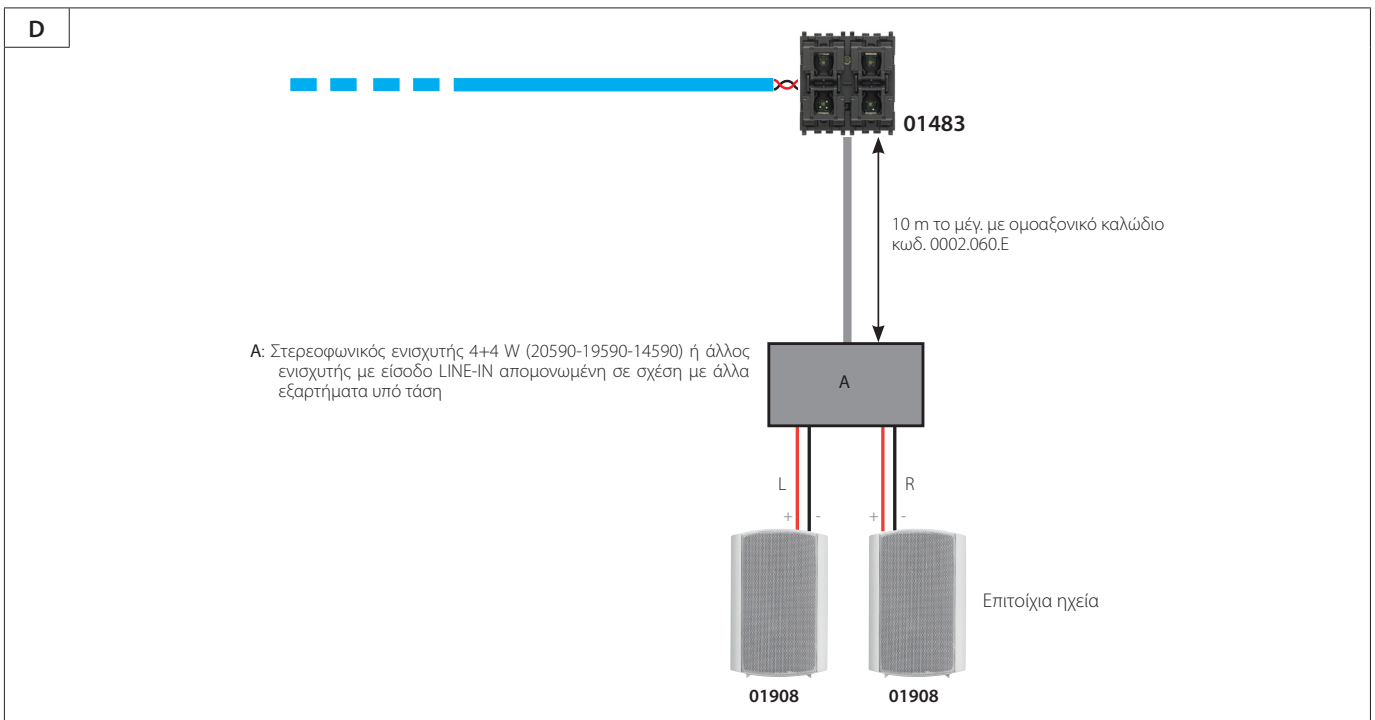 D
01483
10 m το μέγ. με ομοαξονικό καλώδιο
κωδ. 0002.060.E
A: Στερεοφωνικός ενισχυτής 4+4 W (20590-19590-14590) ή άλλος
ενισχυτής με είσοδο LINE-IN απομονωμένη σε σχέση με άλλα
εξαρτήματα υπό τάση
A
L
R
+ -
+ -
Επιτοίχια ηχεία
01908
01908